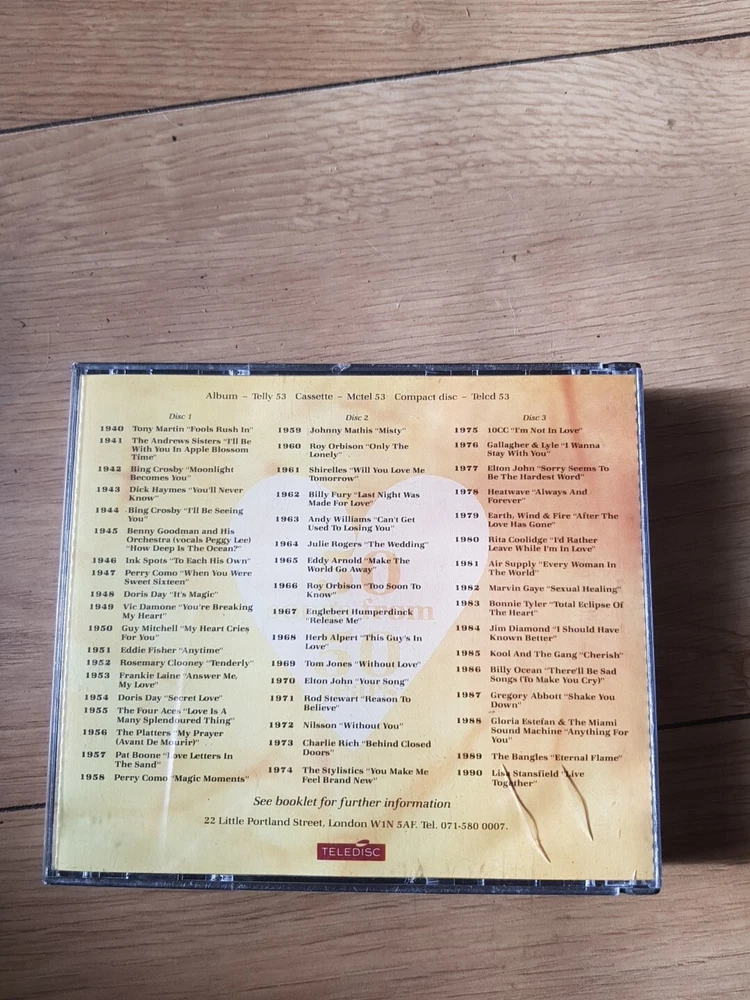 Album – Telly 53 Cassette – Mctel 53 Compact disc – Telcd 53
Disc 1
1940 Tony Martin "Fools Rush In"
1941 The Andrews Sisters "I'll Be
With You In Apple Blossom
Time"
1942 Bing Crosby "Moonlight
Becomes You"
1943 Dick Haymes "You'll Never
Know"
1944 Bing Crosby "I'll Be Seeing
You"
1945 Benny Goodman and His
Orchestra (vocals Peggy Lee)
"How Deep Is The Ocean?"
1946 Ink Spots "To Each His Own"
1947 Perry Como "When You Were
Sweet Sixteen"
1948 Doris Day "It's Magic"
1949 Vic Damone "You're Breaking
My Heart"
1950 Guy Mitchell "My Heart Cries
For You"
1951 Eddie Fisher "Anytime"
1952 Rosemary Clooney "Tenderly"
1953 Frankie Laine "Answer Me,
My Love"
1954 Doris Day "Secret Love"
1955 The Four Aces "Love Is A
Many Splendoured Thing"
1956 The Platters "My Prayer
(Avant De Mourir)"
1957 Pat Boone "Love Letters In
The Sand"
1958 Perry Como "Magic Moments"
Disc 2
1959 Johnny Mathis "Misty"
1960 Roy Orbison "Only The
Lonely"
1961 Shirelles "Will You Love Me
Tomorrow"
1962 Billy Fury "Last Night Was
Made For Love"
1963 Andy Williams "Can't Get
Used To Losing You"
1964 Julie Rogers "The Wedding"
1965 Eddy Arnold "Make The
World Go Away"
1966 Roy Orbison "Too Soon To
Know"
1967 Englebert Humperdinck
"Release Me"
1968 Herb Alpert "This Guy's In
Love"
1969 Tom Jones "Without Love"
1970 Elton John "Your Song"
1971 Rod Stewart "Reason To
Believe"
1972 Nilsson "Without You"
1973 Charlie Rich "Behind Closed
Doors"
1974 The Stylistics "You Make Me
Feel Brand New"
Disc 3
1975 10CC "I'm Not In Love"
1976 Gallagher & Lyle "I Wanna
Stay With You"
1977 Elton John "Sorry Seems To
Be The Hardest Word"
1978 Heatwave "Always And
Forever"
1979 Earth, Wind & Fire "After The
Love Has Gone"
1980 Rita Coolidge "I'd Rather
Leave While I'm In Love"
1981 Air Supply "Every Woman In
The World"
1982 Marvin Gaye "Sexual Healing"
1983 Bonnie Tyler "Total Eclipse Of
The Heart"
1984 Jim Diamond "I Should Have
Known Better"
1985 Kool And The Gang "Cherish"
1986 Billy Ocean "There'll Be Sad
Songs (To Make You Cry)"
1987 Gregory Abbott "Shake You
Down"
1988 Gloria Estefan & The Miami
Sound Machine "Anything For
You"
1989 The Bangles "Eternal Flame"
1990 Lisa Stansfield "Live
Together"
50
from
See booklet for further information
22 Little Portland Street, London W1N 5AF. Tel. 071-580 0007.
TELEDISC